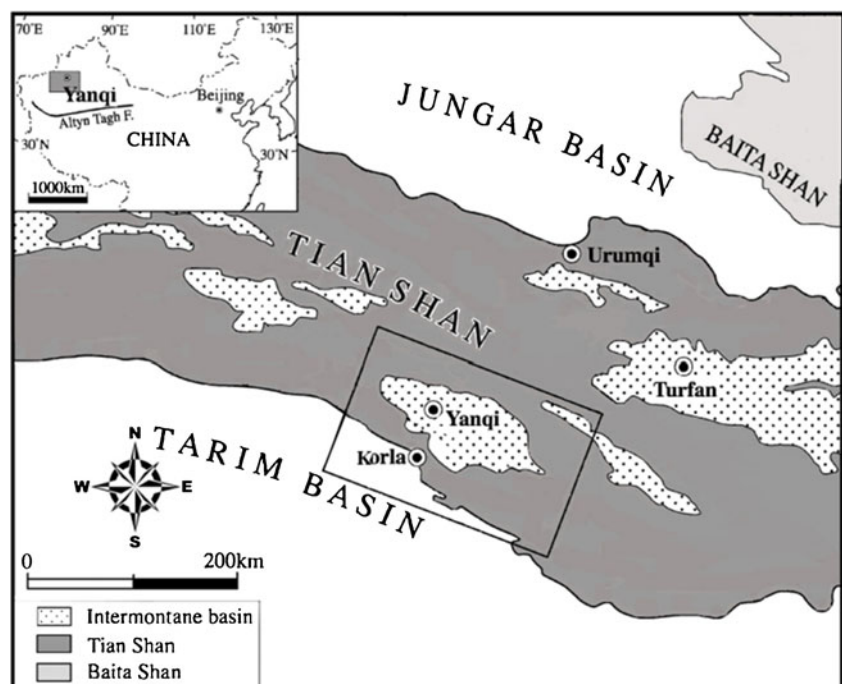 70°E 90°E 110°E 130°E
Yanqi
Beijing
Altyn Tagh F.
CHINA
30°N
30°N
1000km
JUNGAR BASIN
BAITA SHAN
TIAN SHAN
Urumqi
Turfan
Yanqi
Korla
TARIM BASIN
N
W E
S
0 200km
Intermontane basin
Tian Shan
Baita Shan